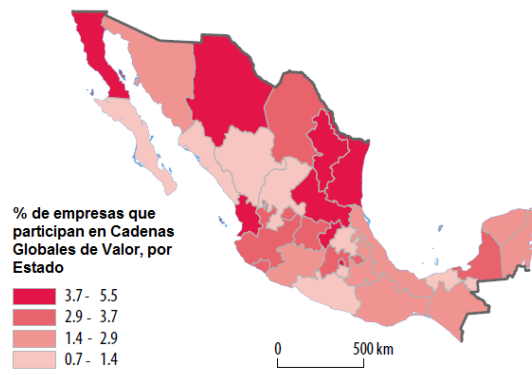 % de empresas que
participan en Cadenas
Globales de Valor, por
Estado
3.7 - 5.5
2.9 - 3.7
1.4 - 2.9
0.7 - 1.4
0 500 km